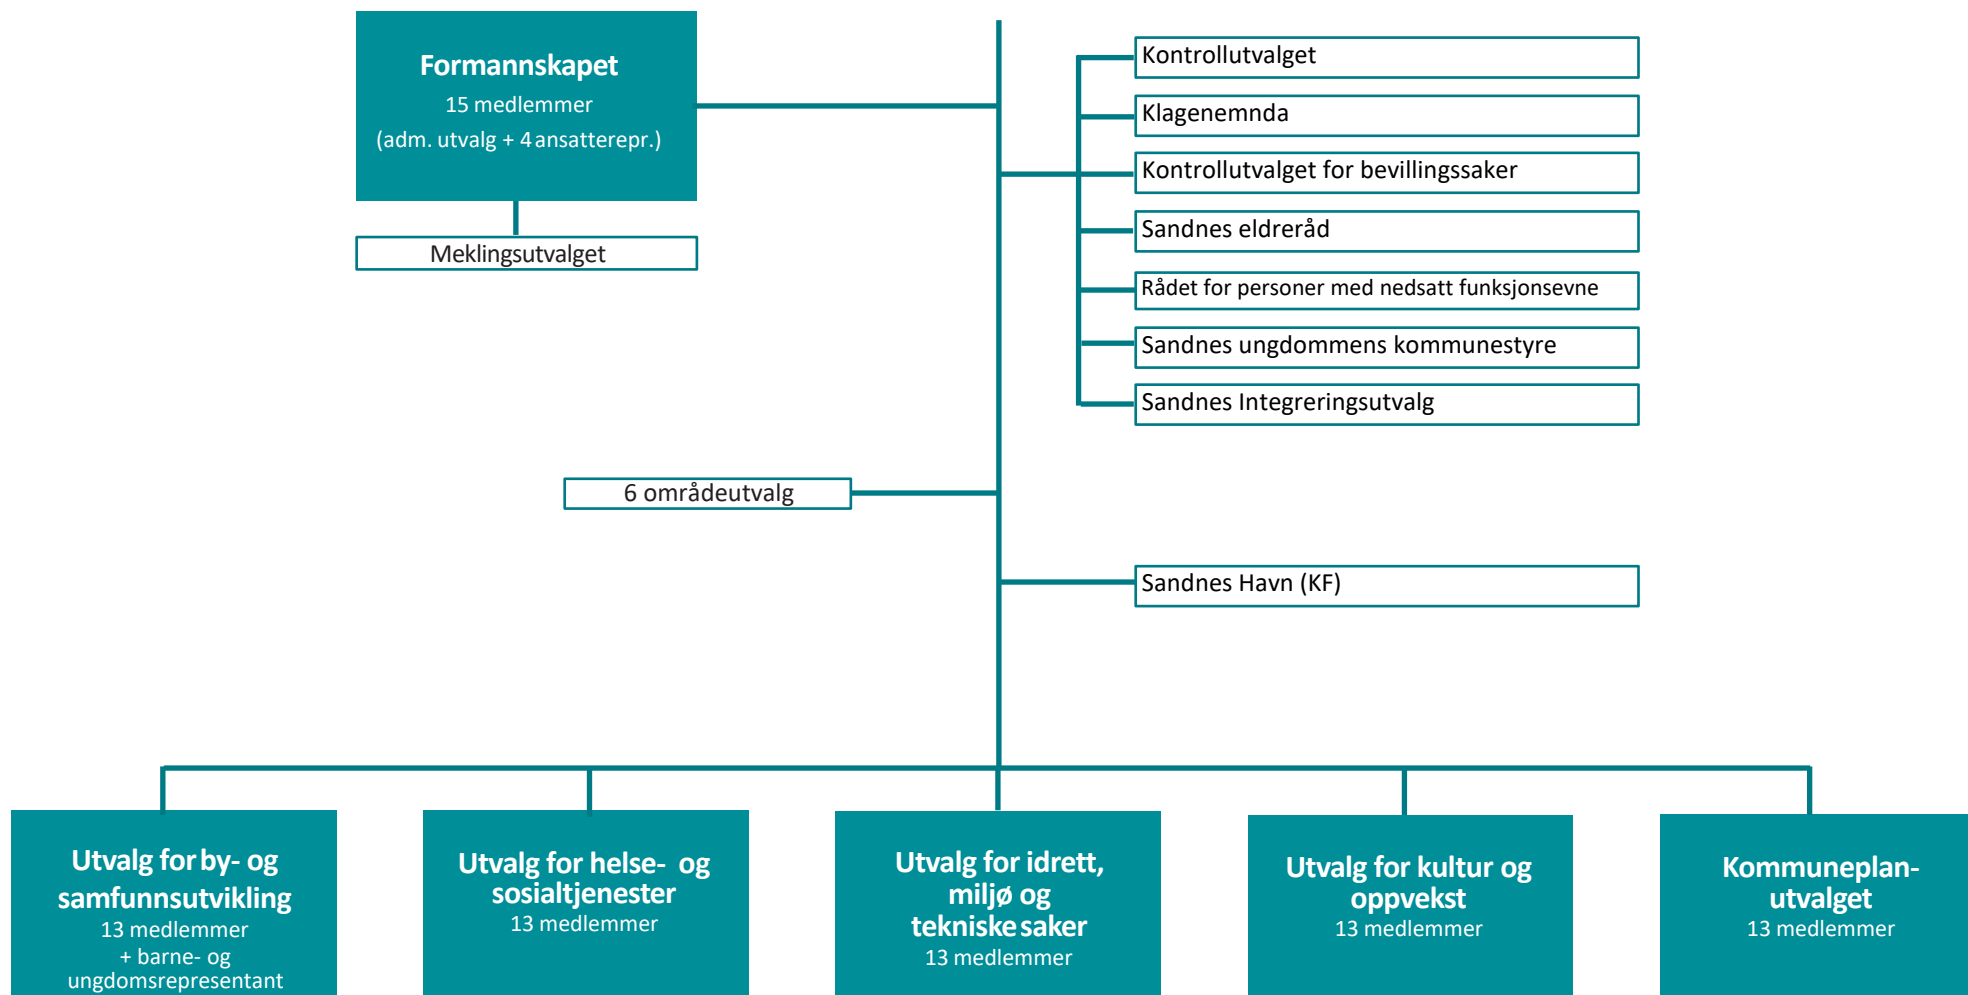 Formannskapet
15 medlemmer
(adm. utvalg + 4 ansatterepr.)
Meklingsutvalget
Kontrollutvalget
Klagenemnda
Kontrollutvalget for bevillingssaker
Sandnes eldreråd
Rådet for personer med nedsatt funksjonsevne
Sandnes ungdommens kommunestyre
Sandnes Integreringsutvalg
6 områdeutvalg
Sandnes Havn (KF)
Utvalg for by- og
samfunnsutvikling
13 medlemmer
+ barne- og
ungdomsrepresentant
Utvalg for helse- og
sosialtjenester
13 medlemmer
Utvalg for idrett,
miljø og
tekniske saker
13 medlemmer
Utvalg for kultur og
oppvekst
13 medlemmer
Kommuneplan-
utvalget
13 medlemmer